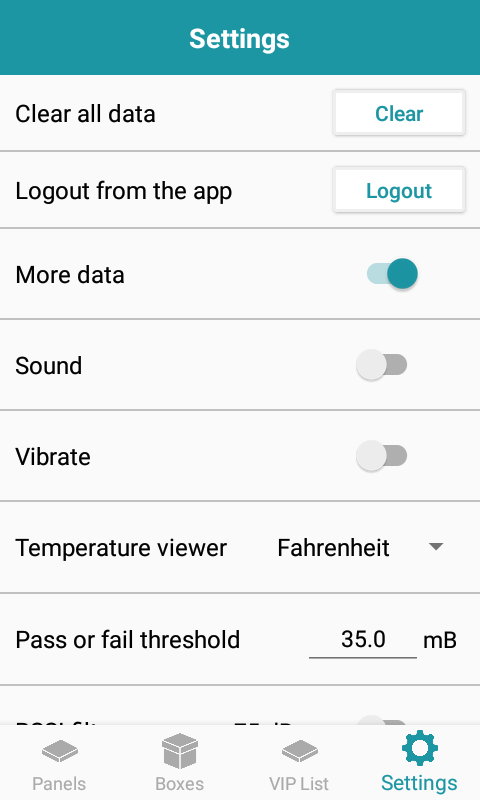 Settings
Clear all data
Clear
Logout from the app
Logout
More data
Sound
Vibrate
Temperature viewer
Fahrenheit
Pass or fail threshold
35.0 mB
Panels
Boxes
VIP List
Settings